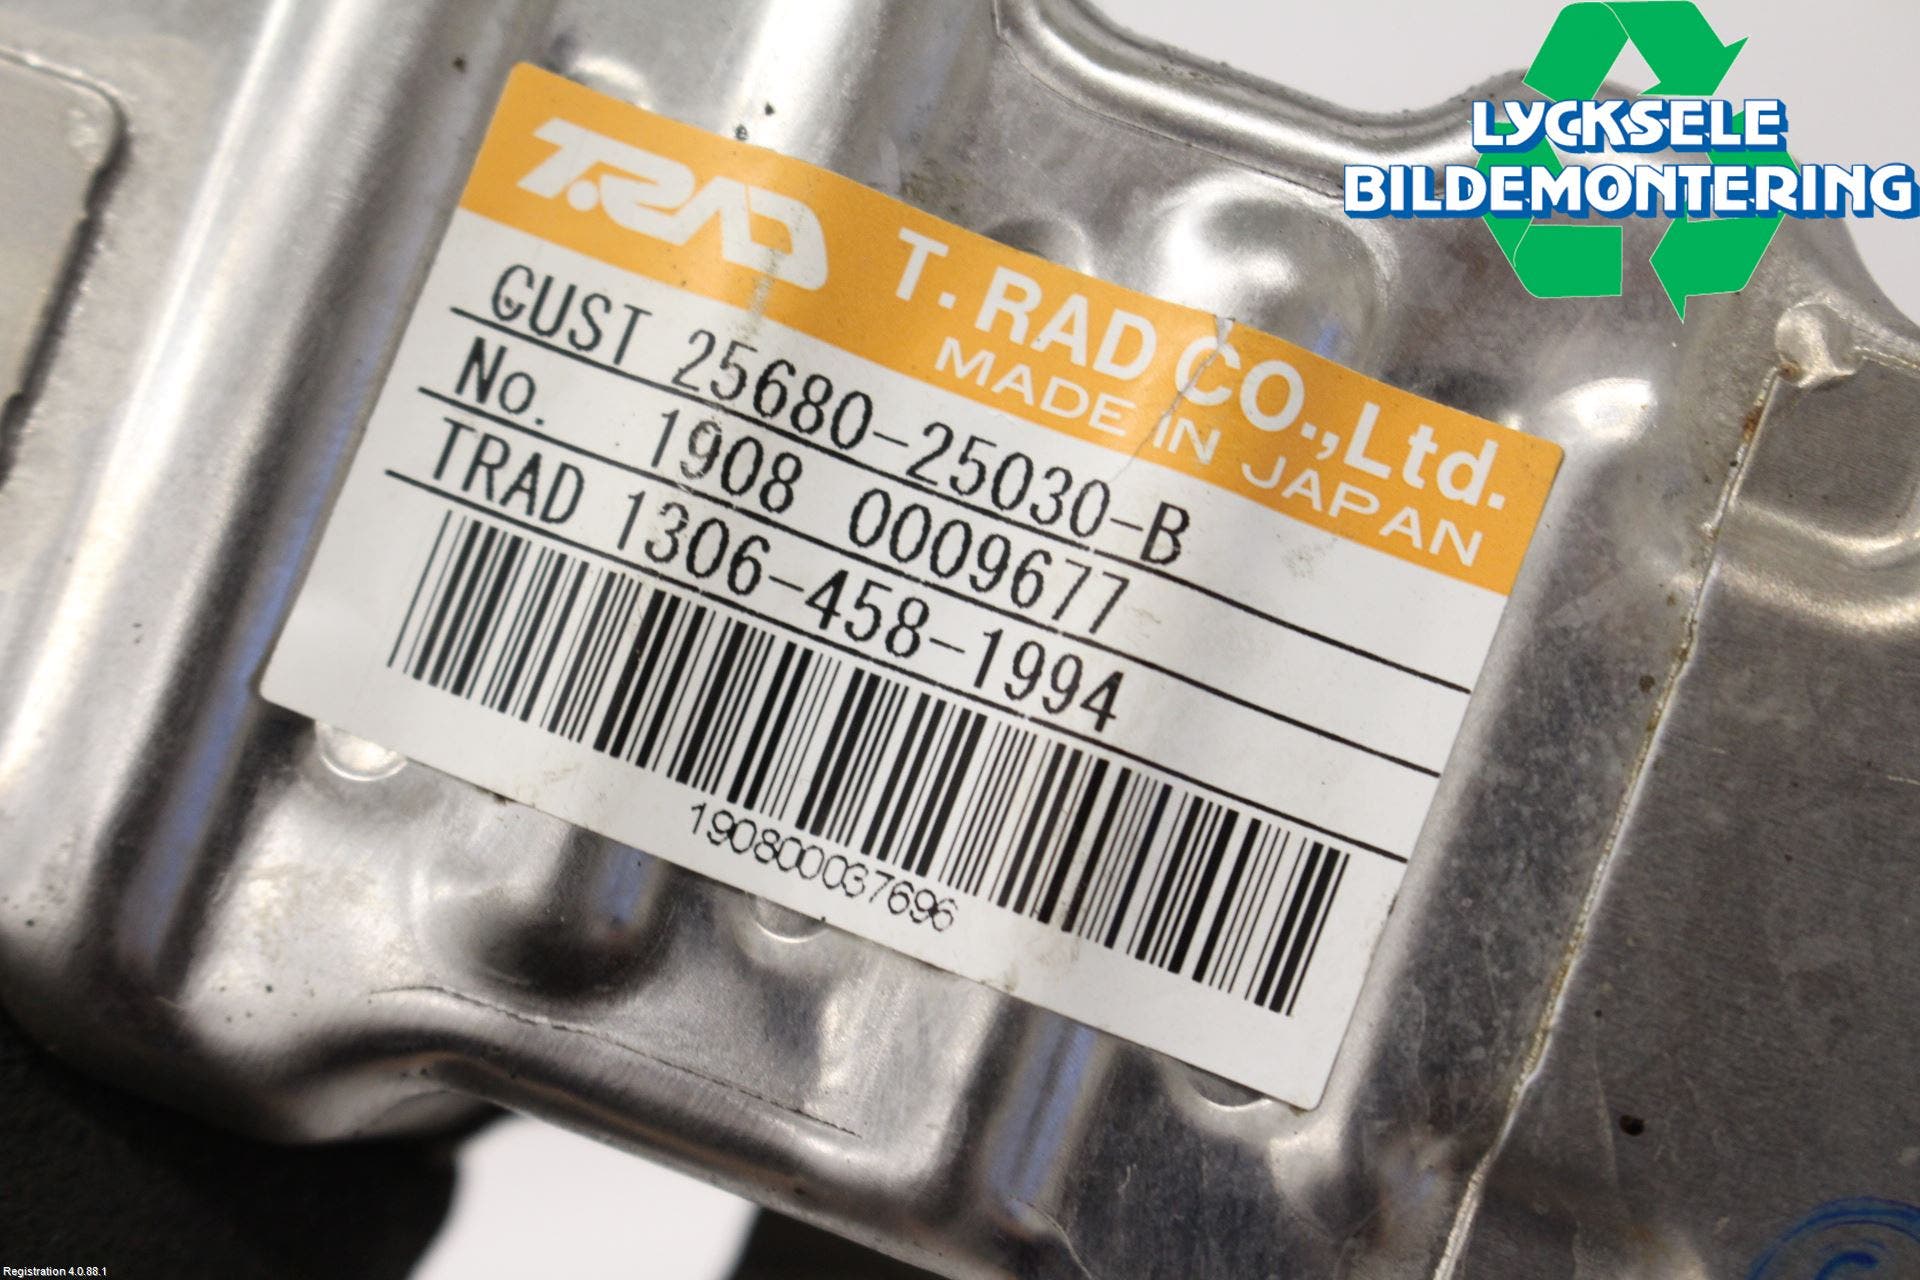 LYCKSELE
BILDEMONTERING
T.RAD
T. RAD CO., Ltd.
MADE IN JAPAN
CUST 25680-25030-B
No. 1908 0009677
TRAD 1306-458-1994
190800037696
Registration 4.0.88.1